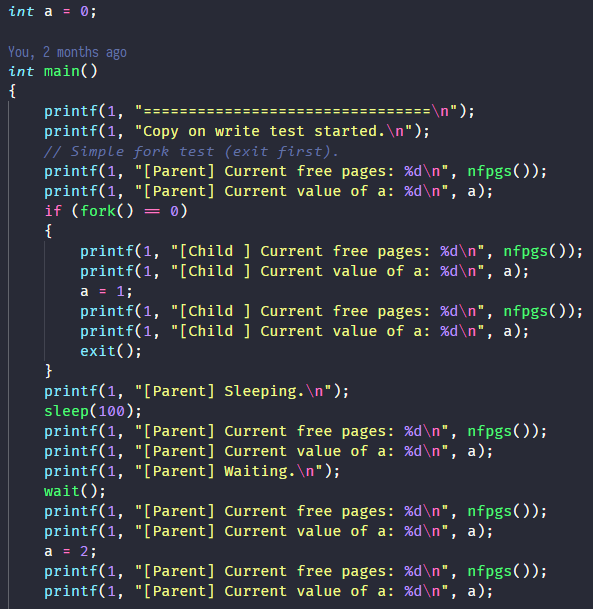 int a = 0;
You, 2 months ago
int main()
{
    printf(1, "================================\n");
    printf(1, "Copy on write test started.\n");
    // Simple fork test (exit first).
    printf(1, "[Parent] Current free pages: %d\n", nfpgs());
    printf(1, "[Parent] Current value of a: %d\n", a);
    if (fork() == 0)
    {
        printf(1, "[Child ] Current free pages: %d\n", nfpgs());
        printf(1, "[Child ] Current value of a: %d\n", a);
        a = 1;
        printf(1, "[Child ] Current free pages: %d\n", nfpgs());
        printf(1, "[Child ] Current value of a: %d\n", a);
        exit();
    }
    printf(1, "[Parent] Sleeping.\n");
    sleep(100);
    printf(1, "[Parent] Current free pages: %d\n", nfpgs());
    printf(1, "[Parent] Current value of a: %d\n", a);
    printf(1, "[Parent] Waiting.\n");
    wait();
    printf(1, "[Parent] Current free pages: %d\n", nfpgs());
    printf(1, "[Parent] Current value of a: %d\n", a);
    a = 2;
    printf(1, "[Parent] Current free pages: %d\n", nfpgs());
    printf(1, "[Parent] Current value of a: %d\n", a);